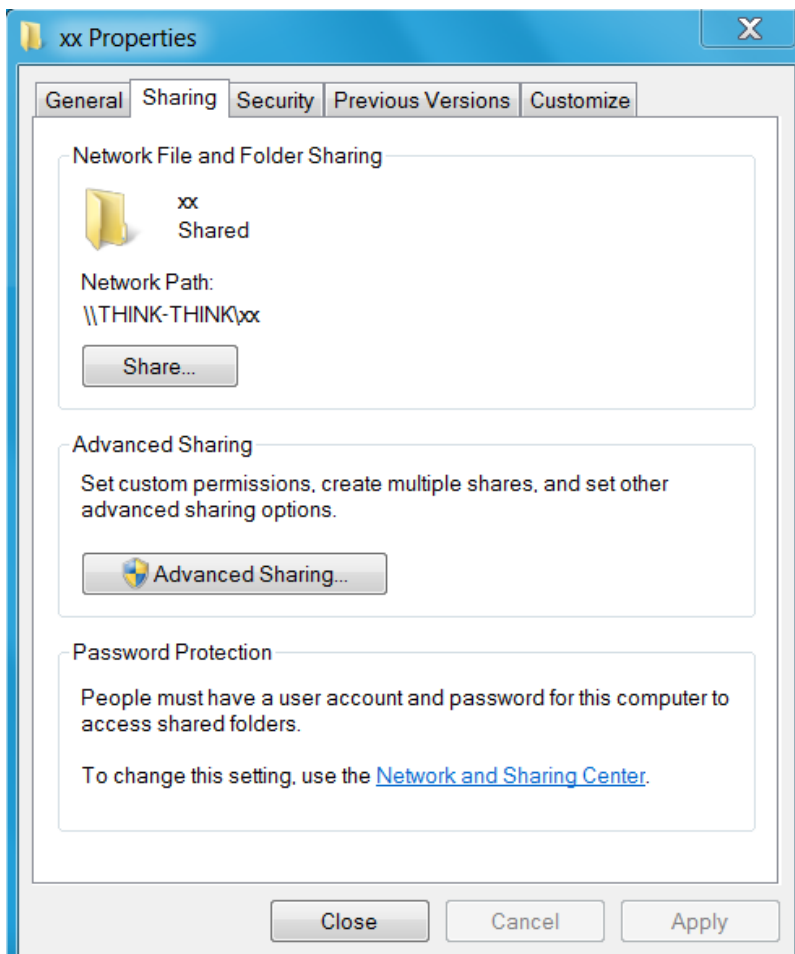 xx Properties
General Sharing Security Previous Versions Customize
Network File and Folder Sharing
xx
Shared
Network Path:
\\THINK-THINK\xx
Share...
Advanced Sharing
Set custom permissions, create multiple shares, and set other
advanced sharing options.
Advanced Sharing...
Password Protection
People must have a user account and password for this computer to
access shared folders.
To change this setting, use the Network and Sharing Center.
Close Cancel Apply